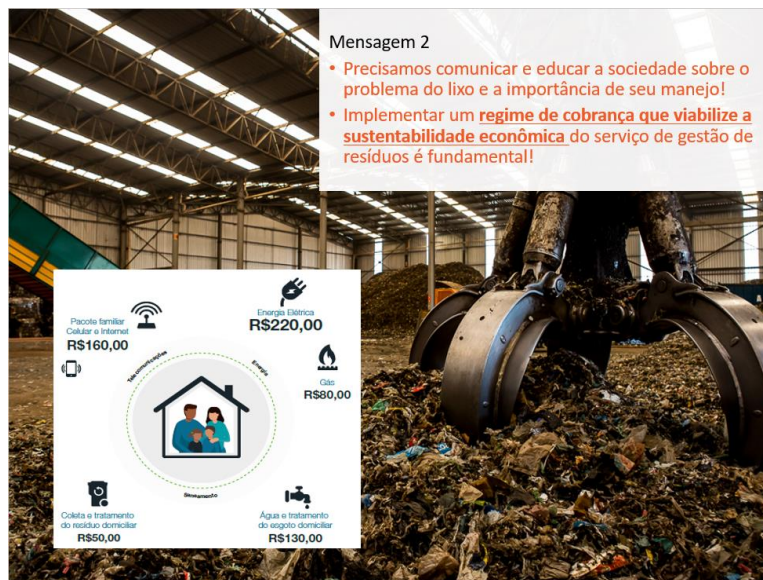 Mensagem 2
• Precisamos comunicar e educar a sociedade sobre o
problema do lixo e a importância de seu manejo!
• Implementar um regime de cobrança que viabilize a
sustentabilidade econômica do serviço de gestão de
resíduos é fundamental!
Pacote familiar
Celular e Internet
R$160,00
Energia Elétrica
R$220,00
Gás
R$80,00
Telecomunicações
Energia
Saneamento
Coleta e tratamento
do resíduo domiciliar
R$50,00
Água e tratamento
do esgoto domiciliar
R$130,00